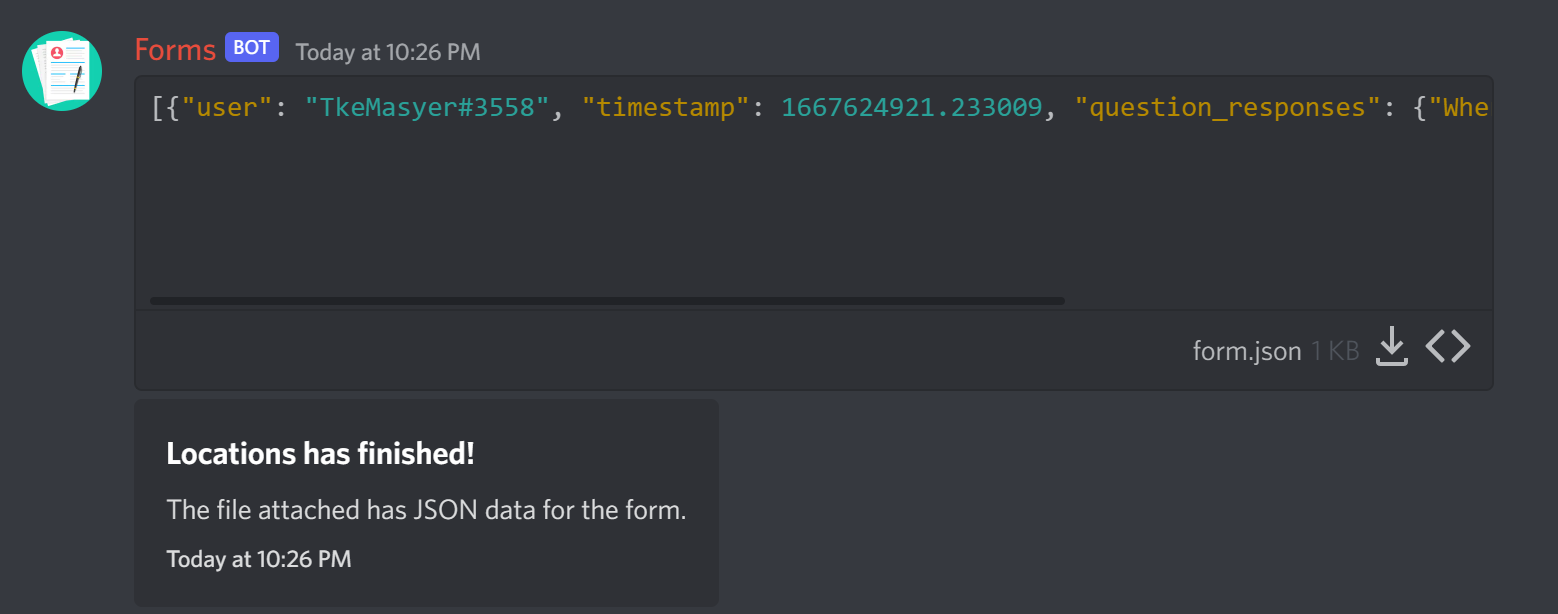 Forms BOT Today at 10:26 PM
[{"user": "TkeMasyer#3558", "timestamp": 1667624921.233009, "question_responses": {"Whe
form.json 1 KB
Locations has finished!
The file attached has JSON data for the form.
Today at 10:26 PM